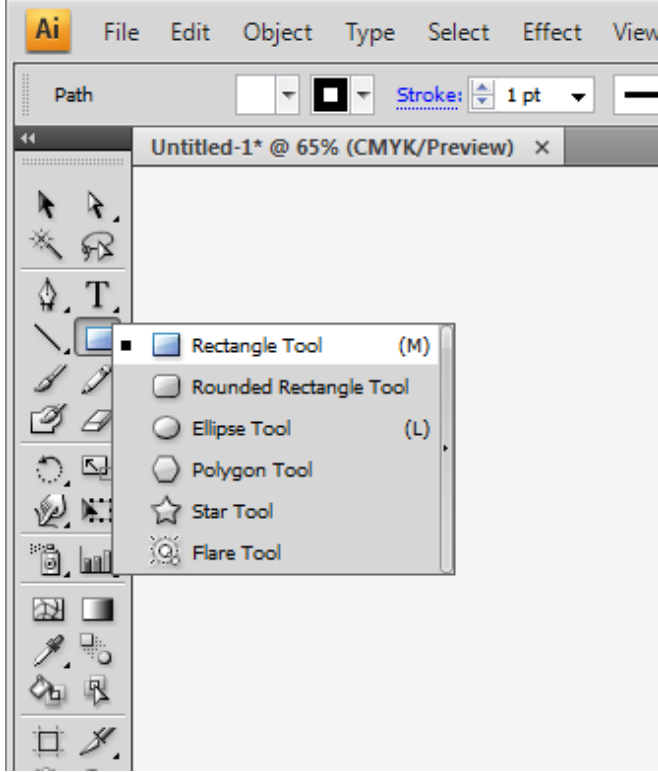 Ai File Edit Object Type Select Effect View
Path Stroke: 1 pt
Untitled-1* @ 65% (CMYK/Preview) ×
T
Rectangle Tool (M)
Rounded Rectangle Tool
Ellipse Tool (L)
Polygon Tool
Star Tool
Flare Tool